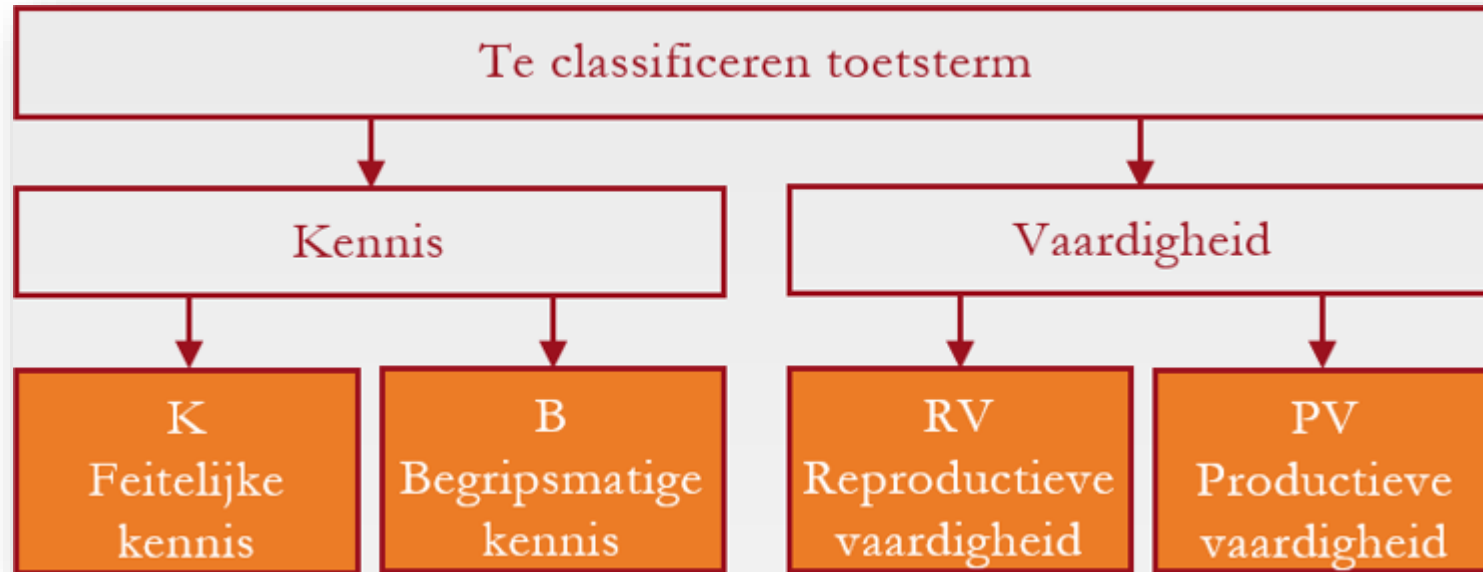 Te classificeren toetsterm
Kennis
Vaardigheid
K
Feitelijke
kennis
B
Begripsmatige
kennis
RV
Reproductieve
vaardigheid
PV
Productieve
vaardigheid